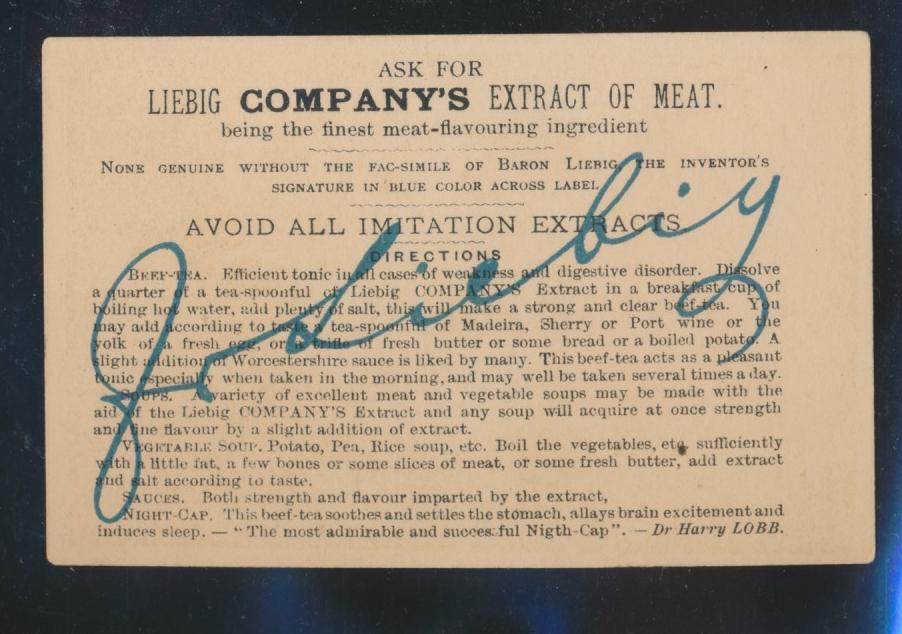 ASK FOR
LIEBIG COMPANY'S EXTRACT OF MEAT.
being the finest meat-flavouring ingredient
NONE GENUINE WITHOUT THE FAC-SIMILE OF BARON LIEBIG, THE INVENTOR'S
SIGNATURE IN BLUE COLOR ACROSS LABEL
AVOID ALL IMITATION EXTRACTS
DIRECTIONS
BEEF-TEA. Efficient tonic in all cases of weakness and digestive disorder. Dissolve
a quarter of a tea-spoonful of Liebig COMPANY'S Extract in a breakfast cup of
boiling hot water, add plenty of salt, this will make a strong and clear beef-tea. You
may add according to taste a tea-spoonful of Madeira, Sherry or Port wine or the
yolk of a fresh egg, or a trifle of fresh butter or some bread or a boiled potato. A
slight addition of Worcestershire sauce is liked by many. This beef-tea acts as a pleasant
tonic especially when taken in the morning, and may well be taken several times a day.
SOUPS. A variety of excellent meat and vegetable soups may be made with the
aid of the Liebig COMPANY'S Extract and any soup will acquire at once strength
and fine flavour by a slight addition of extract.
VEGETABLE SOUP. Potato, Pea, Rice soup, etc. Boil the vegetables, etc. sufficiently
with a little fat, a few bones or some slices of meat, or some fresh butter, add extract
and salt according to taste.
SAUCES. Both strength and flavour imparted by the extract,
NIGHT-CAP. This beef-tea soothes and settles the stomach, allays brain excitement and
induces sleep. — "The most admirable and succesful Nigth-Cap". — Dr Harry LOBB.
JvLiebig